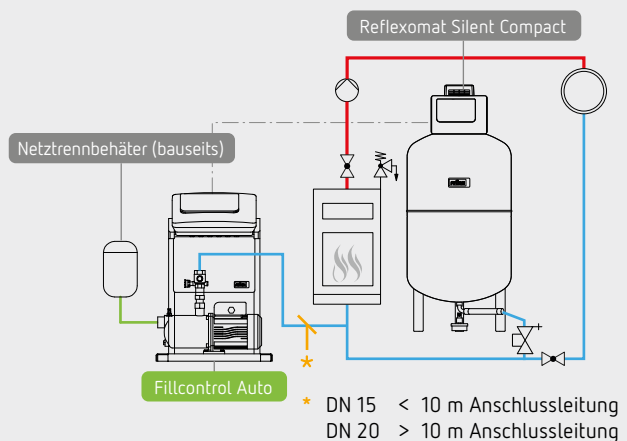 Reflexomat Silent Compact
Netztrennbehäter (bauseits)
Fillcontrol Auto
*
* DN 15 < 10 m Anschlussleitung
DN 20 > 10 m Anschlussleitung